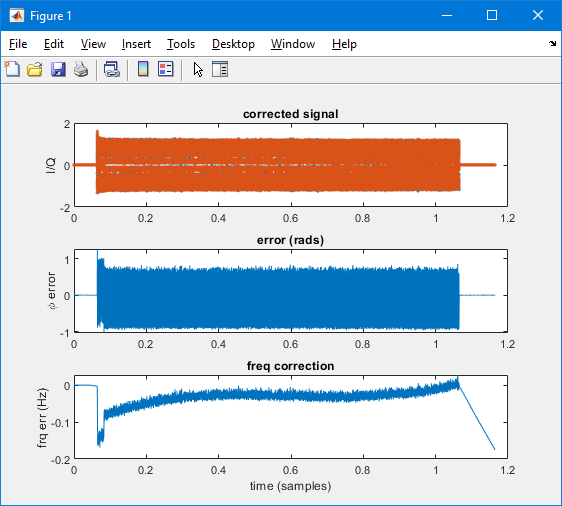 Figure 1
File Edit View Insert Tools Desktop Window Help
corrected signal
2
0
-2
I/Q
0 0.2 0.4 0.6 0.8 1 1.2
error (rads)
1
0
-1
ϕ error
0 0.2 0.4 0.6 0.8 1 1.2
freq correction
0
-0.1
-0.2
frq err (Hz)
0 0.2 0.4 0.6 0.8 1 1.2
time (samples)